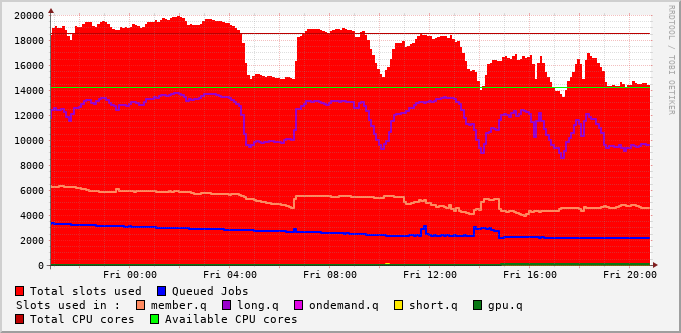 20000
18000
16000
14000
12000
10000
8000
6000
4000
2000
0
Fri 00:00 Fri 04:00 Fri 08:00 Fri 12:00 Fri 16:00 Fri 20:00
RRDTOOL / TOBI OETIKER
Total slots used Queued Jobs
Slots used in : member.q long.q ondemand.q short.q gpu.q
Total CPU cores Available CPU cores